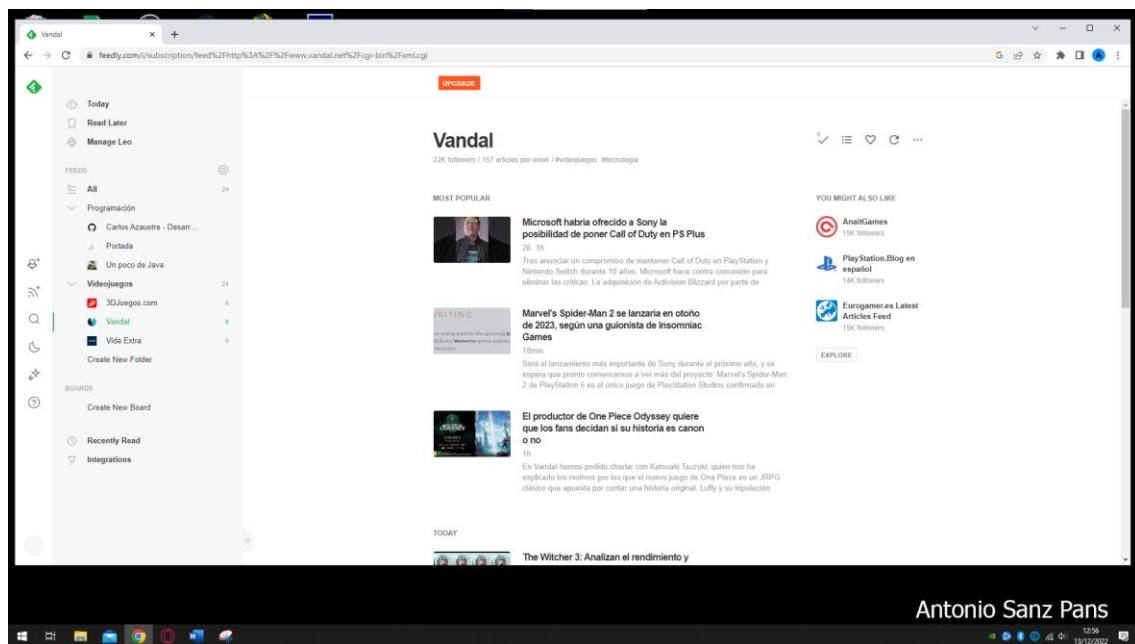 Vandal
feedly.com/i/subscription/feed%2Fhttp%3A%2F%2Fwww.vandal.net%2Fcgi-bin%2Fxml.cgi
UPGRADE
Today
Read Later
Manage Leo
FEEDS
All 24
Programación
Carlos Azaustre - Desarr...
Portada
Un poco de Java
Videojuegos 24
3DJuegos.com 8
Vandal 8
Vida Extra 8
Create New Folder
BOARDS
Create New Board
Recently Read
Integrations
Vandal
22K followers / 157 articles per week / #videojuegos #tecnologia
MOST POPULAR
Microsoft habría ofrecido a Sony la
posibilidad de poner Call of Duty en PS Plus
26 1h
Tras anunciar un compromiso de mantener Call of Duty en PlayStation y
Nintendo Switch durante 10 años, Microsoft hace contra concesión para
eliminar las críticas. La adquisición de Activision Blizzard por parte de
WRITING
Marvel's Spider-Man 2 se lanzaría en otoño
de 2023, según una guionista de Insomniac
Games
18min
Será el lanzamiento más importante de Sony durante el próximo año, y se
espera que pronto comencemos a ver más del proyecto. Marvel's Spider-Man
2 de PlayStation 5 es el único juego de PlayStation Studios confirmado en
El productor de One Piece Odyssey quiere
que los fans decidan si su historia es canon
o no
1h
En Vandal hemos podido charlar con Katsuaki Tsuzuki, quien nos ha
explicado los motivos por los que el nuevo juego de One Piece es un JRPG
clásico que apuesta por contar una historia original. Luffy y su tripulación
TODAY
The Witcher 3: Analizan el rendimiento y
YOU MIGHT ALSO LIKE
AnaitGames
15K followers
PlayStation.Blog en
español
14K followers
Eurogamer.es Latest
Articles Feed
15K followers
EXPLORE
Antonio Sanz Pans
12:56
13/12/2022